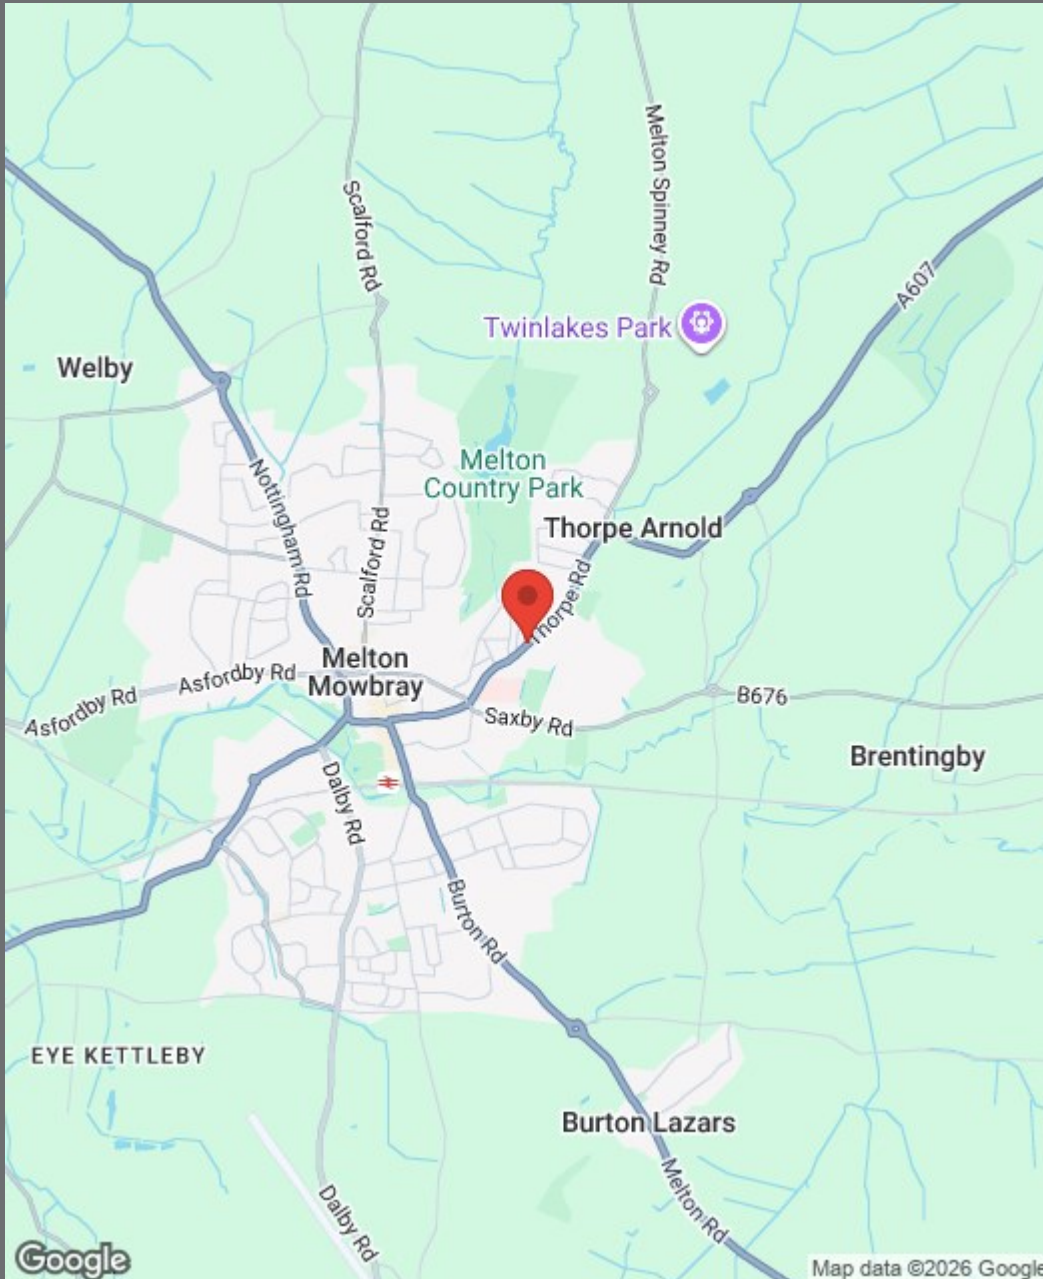 Melton Spinney Rd
Scalford Rd
A607
Twinlakes Park
Welby
Melton
Country Park
Nottingham Rd
Scalford Rd
Thorpe Arnold
Thorpe Rd
Melton
Mowbray
Asfordby Rd
Asfordby Rd
B676
Saxby Rd
Brentingby
Dalby Rd
Burton Rd
EYE KETTLEBY
Burton Lazars
Melton Rd
Dalby Rd
Google
Map data ©2026 Google